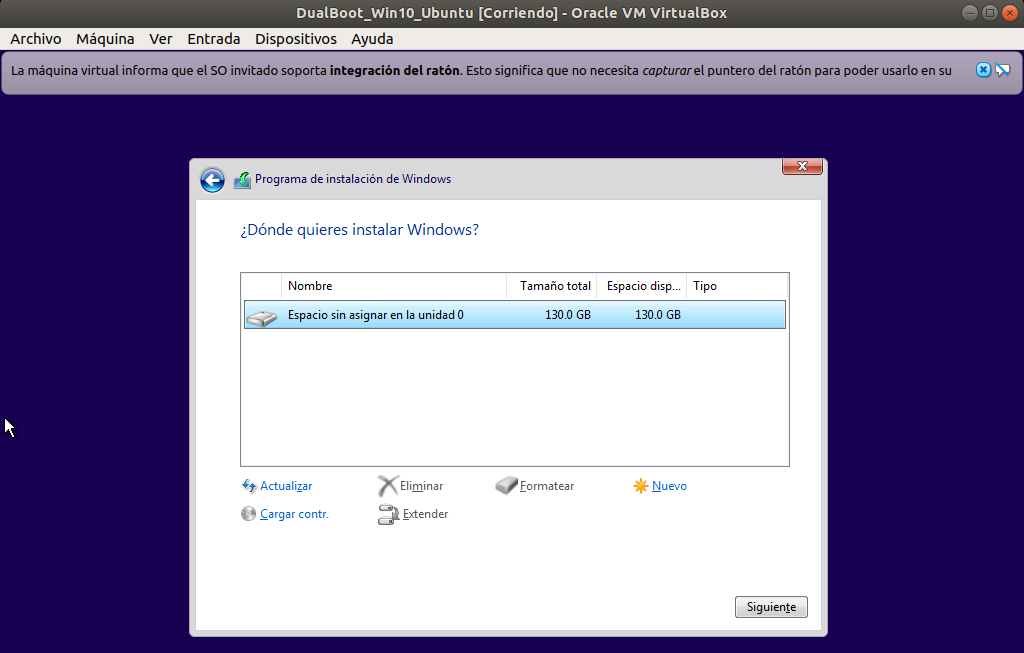 DualBoot_Win10_Ubuntu [Corriendo] - Oracle VM VirtualBox
Archivo Máquina Ver Entrada Dispositivos Ayuda
La máquina virtual informa que el SO invitado soporta integración del ratón. Esto significa que no necesita capturar el puntero del ratón para poder usarlo en su
Programa de instalación de Windows
¿Dónde quieres instalar Windows?
Nombre Tamaño total Espacio disp... Tipo
Espacio sin asignar en la unidad 0 130.0 GB 130.0 GB
Actualizar Eliminar Formatear Nuevo
Cargar contr. Extender
Siguiente